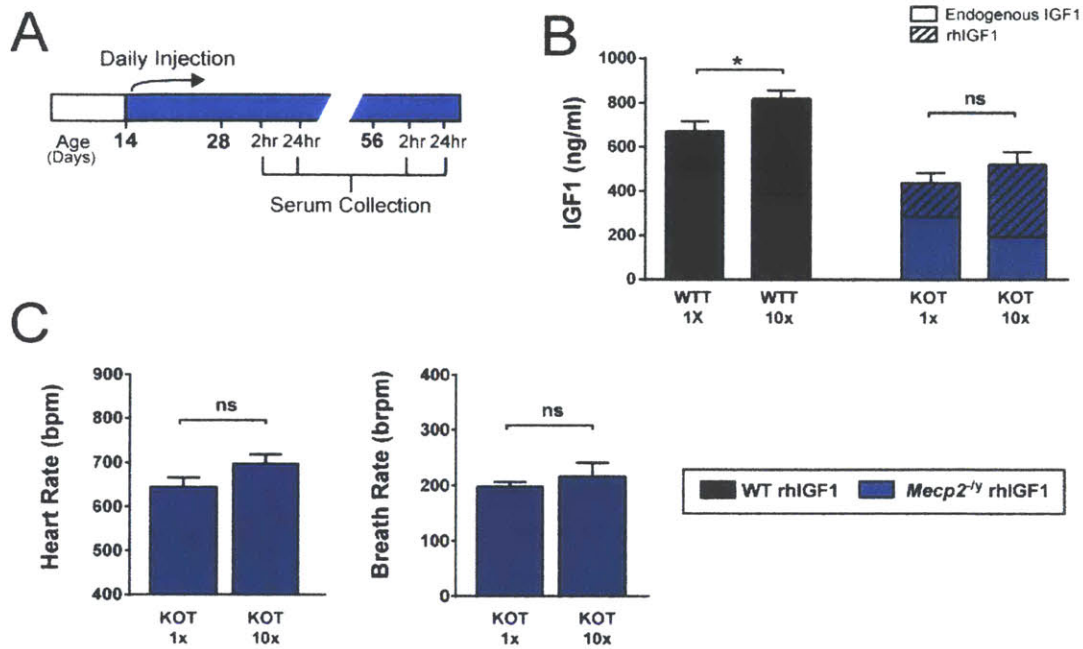 A
Daily Injection
Age
(Days)
14
28
2hr
24hr
56
2hr
24hr
Serum Collection
B
Endogenous IGF1
rhIGF1
IGF1 (ng/ml)
1000
800
600
400
200
0
*
ns
WTT
1X
WTT
10x
KOT
1x
KOT
10x
C
Heart Rate (bpm)
900
800
700
600
500
400
ns
KOT
1x
KOT
10x
Breath Rate (brpm)
400
300
200
100
0
ns
KOT
1x
KOT
10x
WT rhIGF1
Mecp2-/y rhIGF1